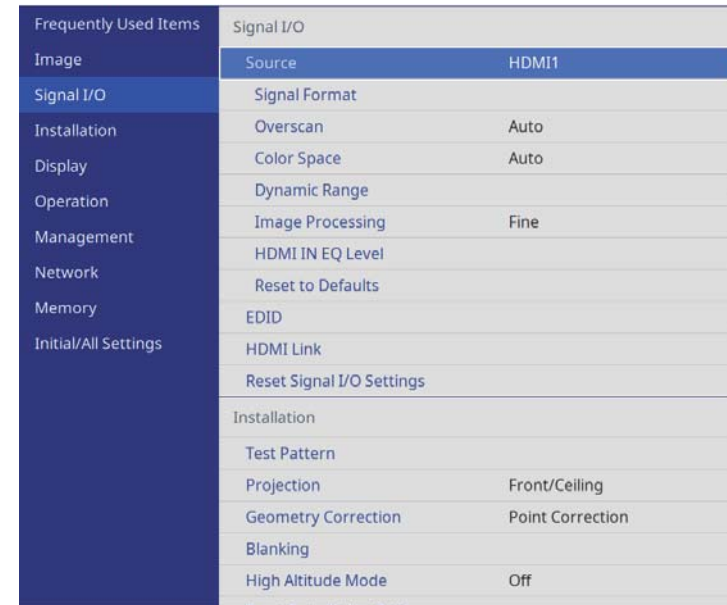 Frequently Used Items
Image
Signal I/O
Installation
Display
Operation
Management
Network
Memory
Initial/All Settings
Signal I/O
Source HDMI1
Signal Format
Overscan Auto
Color Space Auto
Dynamic Range
Image Processing Fine
HDMI IN EQ Level
Reset to Defaults
EDID
HDMI Link
Reset Signal I/O Settings
Installation
Test Pattern
Projection Front/Ceiling
Geometry Correction Point Correction
Blanking
High Altitude Mode Off